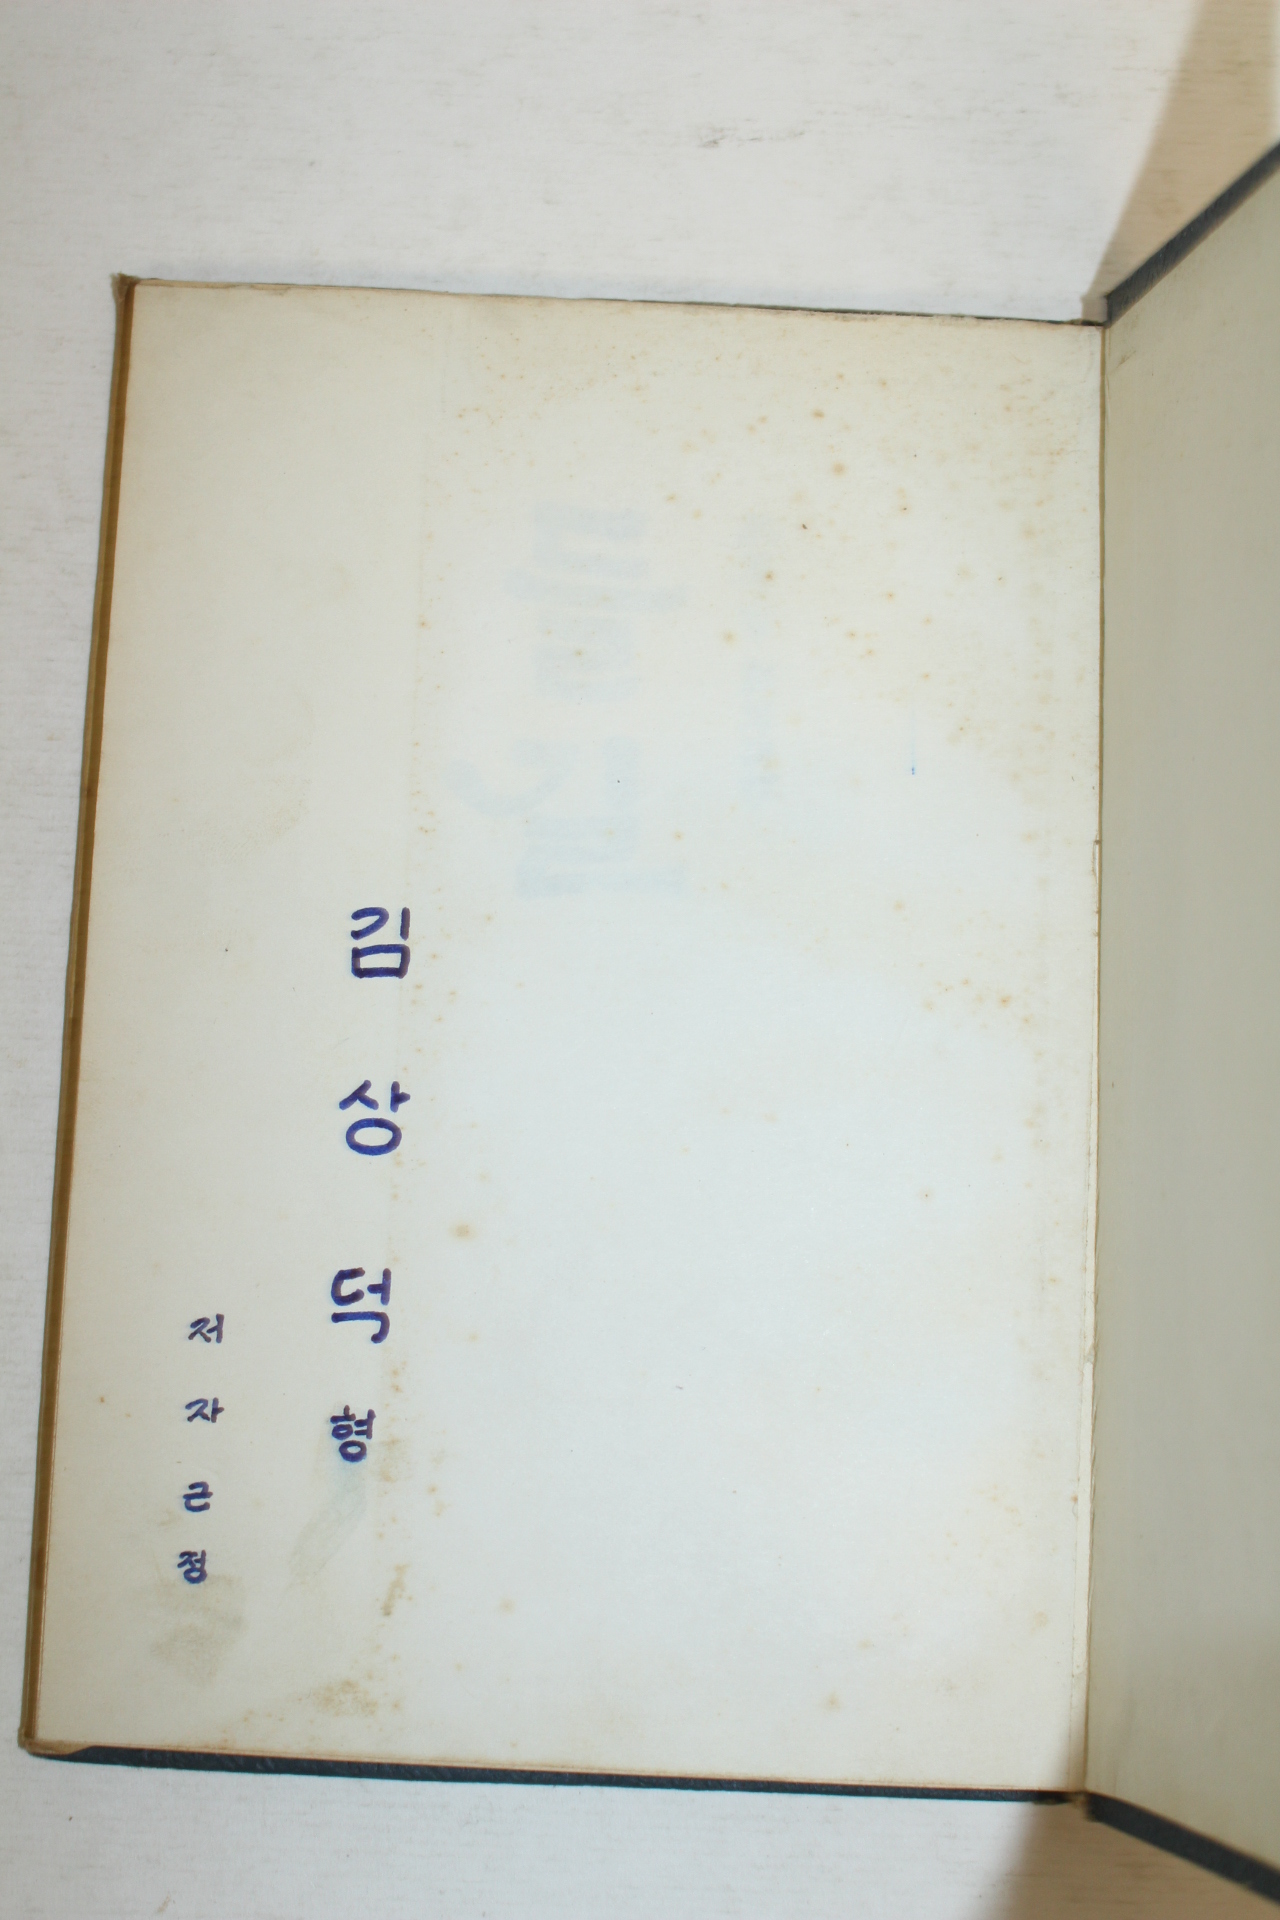 김상덕 형
저자 근정